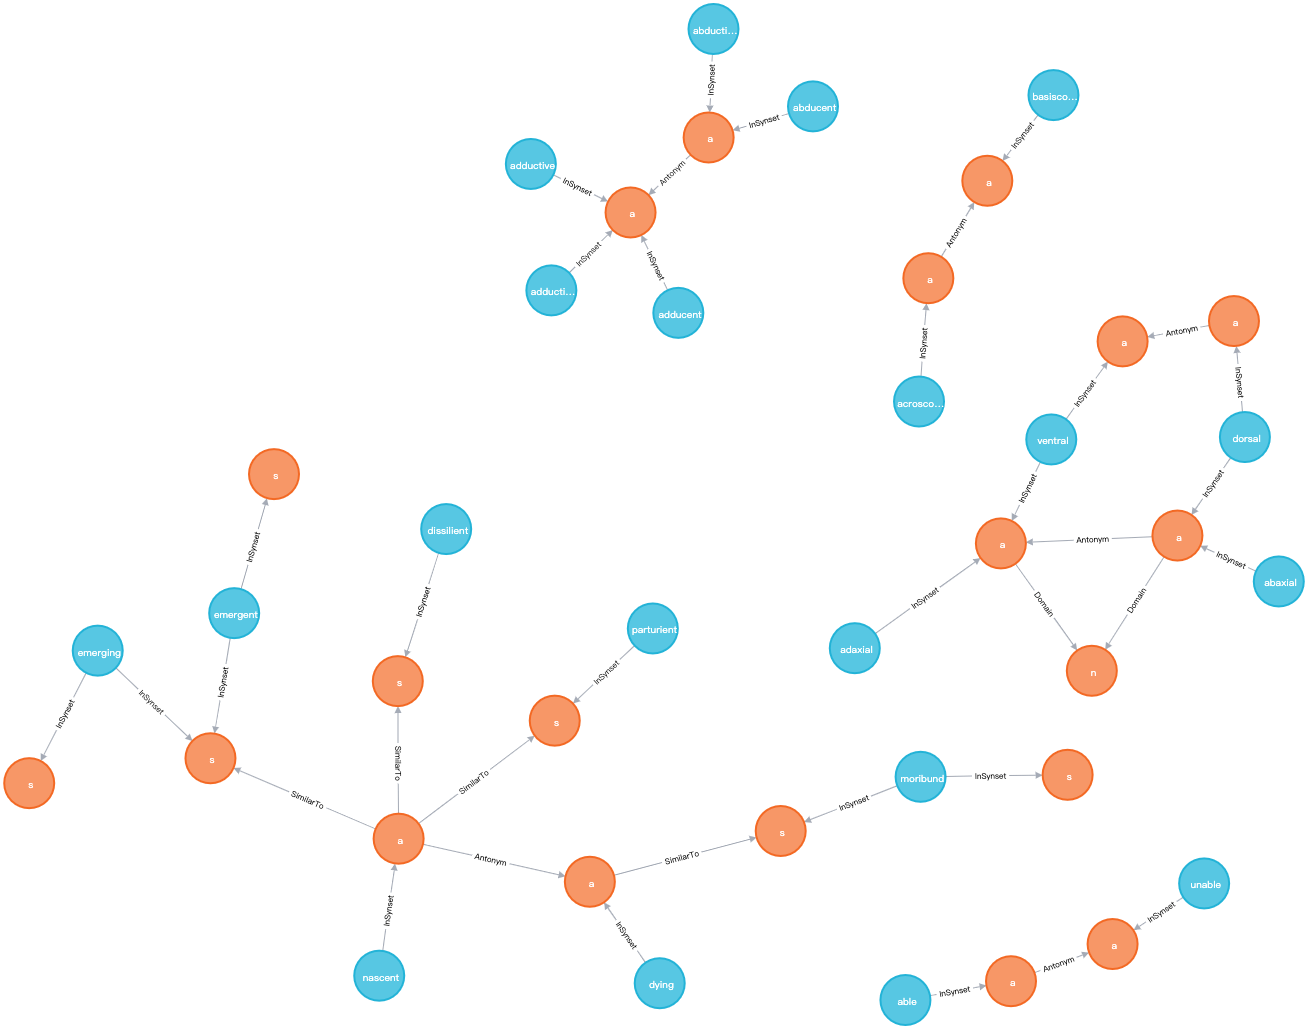 abducti...
InSynset
abducent
InSynset
a
adductive
InSynset
Antonym
a
InSynset
InSynset
adducti...
adducent
basisco...
InSynset
a
Antonym
a
InSynset
acrosco...
a
Antonym
a
InSynset
InSynset
ventral
dorsal
InSynset
InSynset
a
Antonym
a
InSynset
abaxial
InSynset
Domain
Domain
adaxial
n
s
InSynset
dissilient
InSynset
emergent
emerging
InSynset
InSynset
InSynset
s
s
parturient
InSynset
s
s
SimilarTo
SimilarTo
SimilarTo
a
Antonym
a
SimilarTo
s
InSynset
moribund
InSynset
s
InSynset
nascent
InSynset
dying
unable
InSynset
a
Antonym
a
InSynset
able